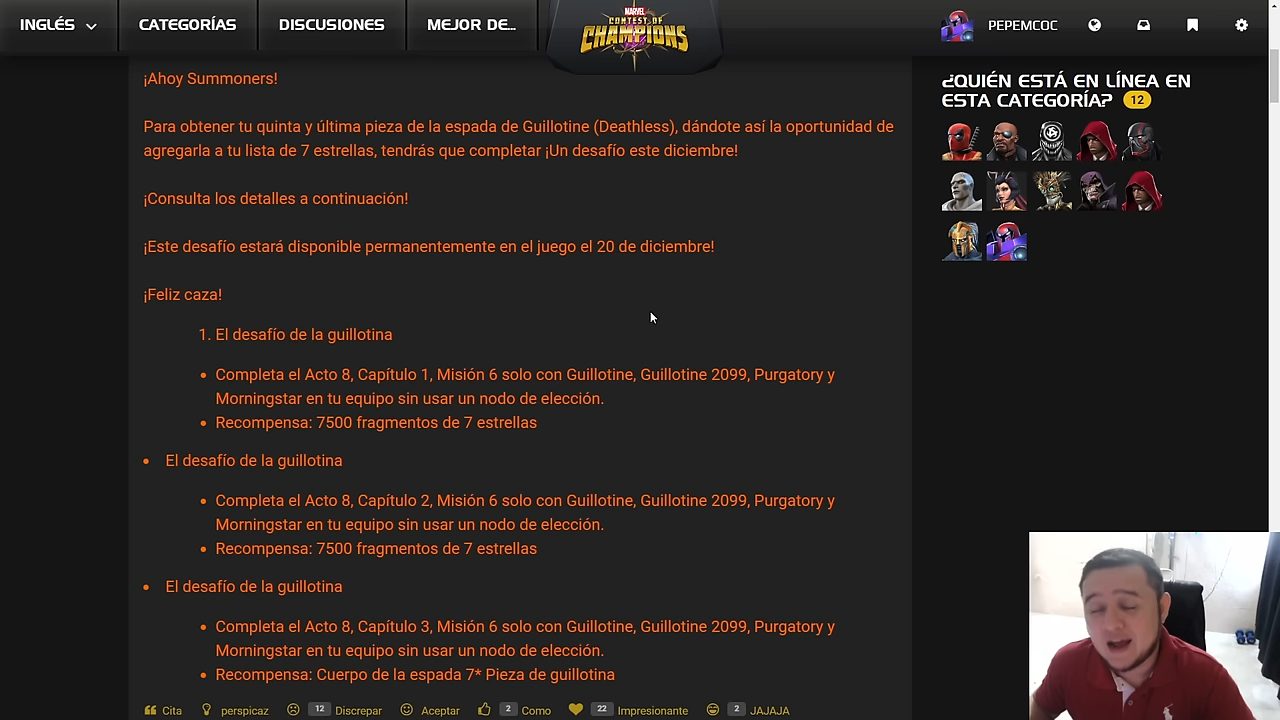 INGLÉS
CATEGORÍAS
DISCUSIONES
MEJOR DE...
MARVEL
CONTEST OF
CHAMPIONS
PEPEMCOC
¡Ahoy Summoners!
Para obtener tu quinta y última pieza de la espada de Guillotine (Deathless), dándote así la oportunidad de
agregarla a tu lista de 7 estrellas, tendrás que completar ¡Un desafío este diciembre!
¡Consulta los detalles a continuación!
¡Este desafío estará disponible permanentemente en el juego el 20 de diciembre!
¡Feliz caza!
1. El desafío de la guillotina
• Completa el Acto 8, Capítulo 1, Misión 6 solo con Guillotine, Guillotine 2099, Purgatory y
Morningstar en tu equipo sin usar un nodo de elección.
• Recompensa: 7500 fragmentos de 7 estrellas
• El desafío de la guillotina
• Completa el Acto 8, Capítulo 2, Misión 6 solo con Guillotine, Guillotine 2099, Purgatory y
Morningstar en tu equipo sin usar un nodo de elección.
• Recompensa: 7500 fragmentos de 7 estrellas
• El desafío de la guillotina
• Completa el Acto 8, Capítulo 3, Misión 6 solo con Guillotine, Guillotine 2099, Purgatory y
Morningstar en tu equipo sin usar un nodo de elección.
• Recompensa: Cuerpo de la espada 7* Pieza de guillotina
Cita perspicaz 12 Discrepar Aceptar 2 Como 22 Impresionante 2 JAJAJA
¿QUIÉN ESTÁ EN LÍNEA EN
ESTA CATEGORÍA? 12